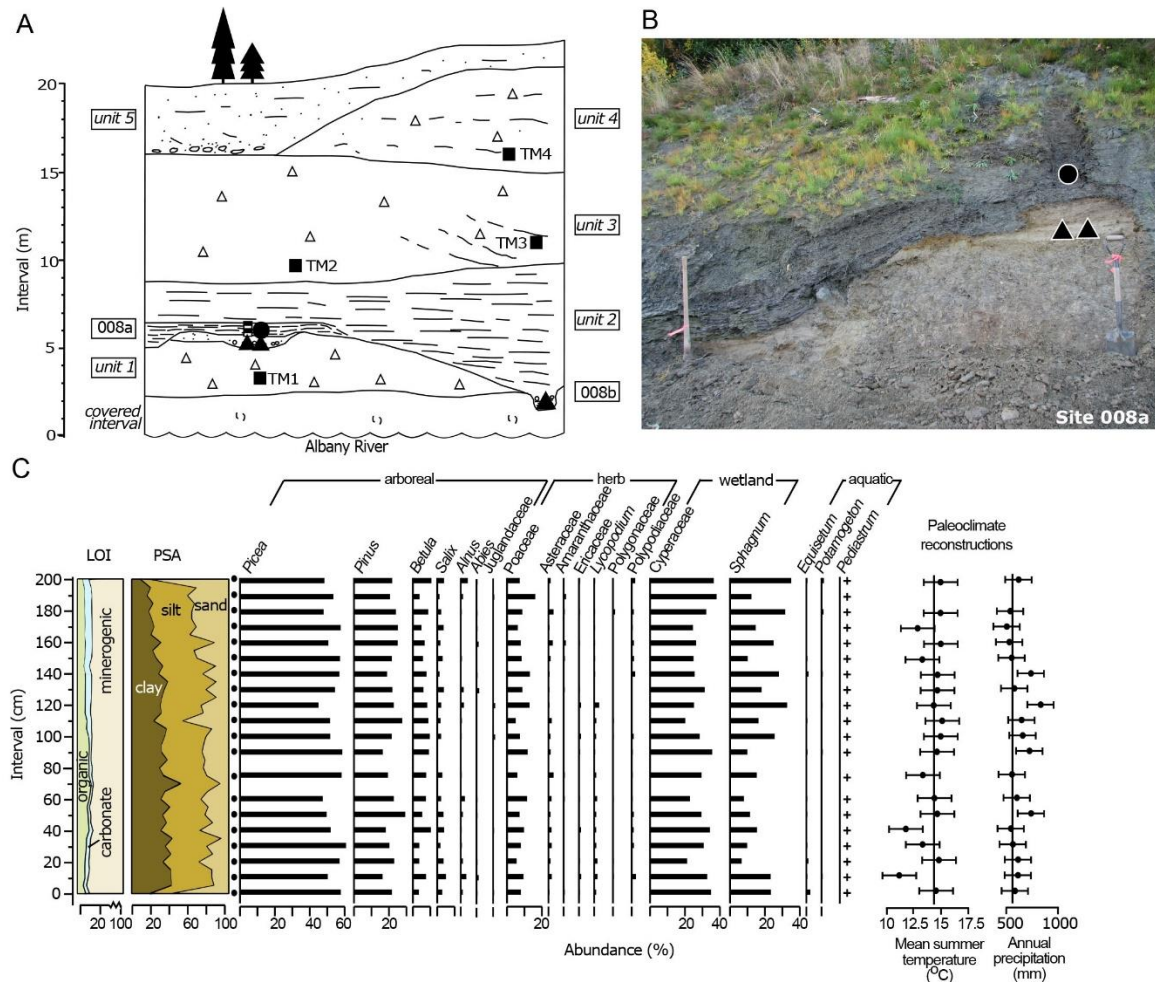 A
20
15
10
5
0
Interval (m)
unit 5
008a
unit 1
covered interval
unit 4
unit 3
unit 2
008b
TM4
TM3
TM2
TM1
Albany River
B
Site 008a
C
arboreal
herb
wetland
aquatic
LOI
PSA
Picea
Pinus
Betula
Salix
Alnus
Abies
Juglandaceae
Poaceae
Asteraceae
Amaranthaceae
Ericaceae
Lycopodium
Polygonaceae
Polypodiaceae
Cyperaceae
Sphagnum
Equisetum
Potamogeton
Pediastrum
Paleoclimate
reconstructions
200
180
160
140
120
100
80
60
40
20
0
Interval (cm)
organic
carbonate
minerogenic
clay
silt
sand
20 100
20 60 100
0 20 40 60
0 20
0
20
0 20 40
0 20 40
Abundance (%)
10 12.5 15 17.5
Mean summer
temperature
(°C)
500 1000
Annual
precipitation
(mm)